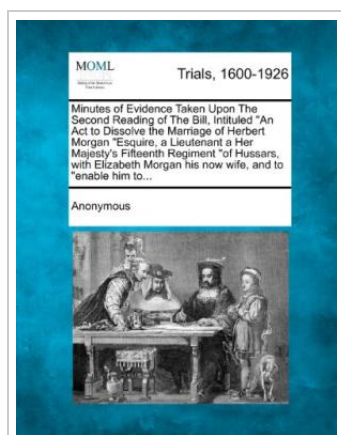 MOML
Trials, 1600-1926
Minutes of Evidence Taken Upon The
Second Reading of The Bill, Intituled "An
Act to Dissolve the Marriage of Herbert
Morgan "Esquire, a Lieutenant a Her
Majesty's Fifteenth Regiment "of Hussars,
with Elizabeth Morgan his now wife, and to
"enable him to...
Anonymous